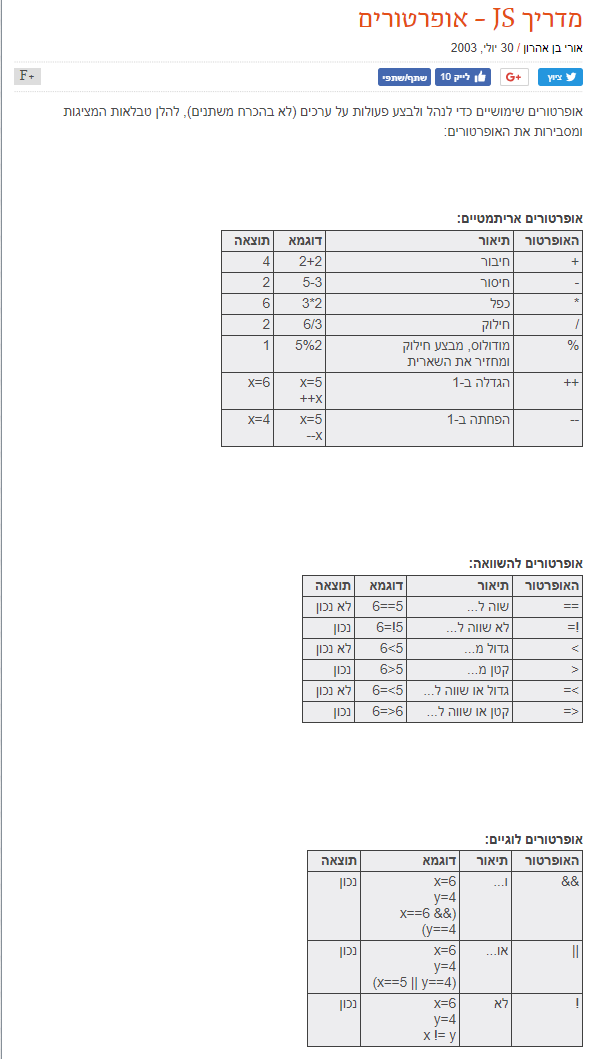 מדריך JS - אופרטורים
אורי בן אהרון / 30 יולי, 2003
ציוץ G+ לייק 10 שתף/שתפי F+
אופרטורים שימושיים כדי לנהל ולבצע פעולות על ערכים (לא בהכרח משתנים), להלן טבלאות המציגות
ומסבירות את האופרטורים:
אופרטורים אריתמטיים:
האופרטור תיאור דוגמא תוצאה
+ חיבור 2+2 4
- חיסור 5-3 2
* כפל 3*2 6
/ חילוק 6/3 2
% מודולוס, מבצע חילוק 5%2 1
ומחזיר את השארית
++ הגדלה ב-1 x=5 x=6
++x
-- הפחתה ב-1 x=5 x=4
--x
אופרטורים להשוואה:
האופרטור תיאור דוגמא תוצאה
== שוה ל... 6==5 לא נכון
!= לא שווה ל... 6=!5 נכון
< גדול מ... 6<5 לא נכון
> קטן מ... 6>5 נכון
<= גדול או שווה ל... 6=<5 לא נכון
=> קטן או שווה ל... 6=>6 נכון
אופרטורים לוגיים:
האופרטור תיאור דוגמא תוצאה
&& ו... x=6 נכון
y=4
x==6 &&)
(y==4
|| או... x=6 נכון
y=4
(x==5 || y==4)
! לא x=6 נכון
y=4
x != y